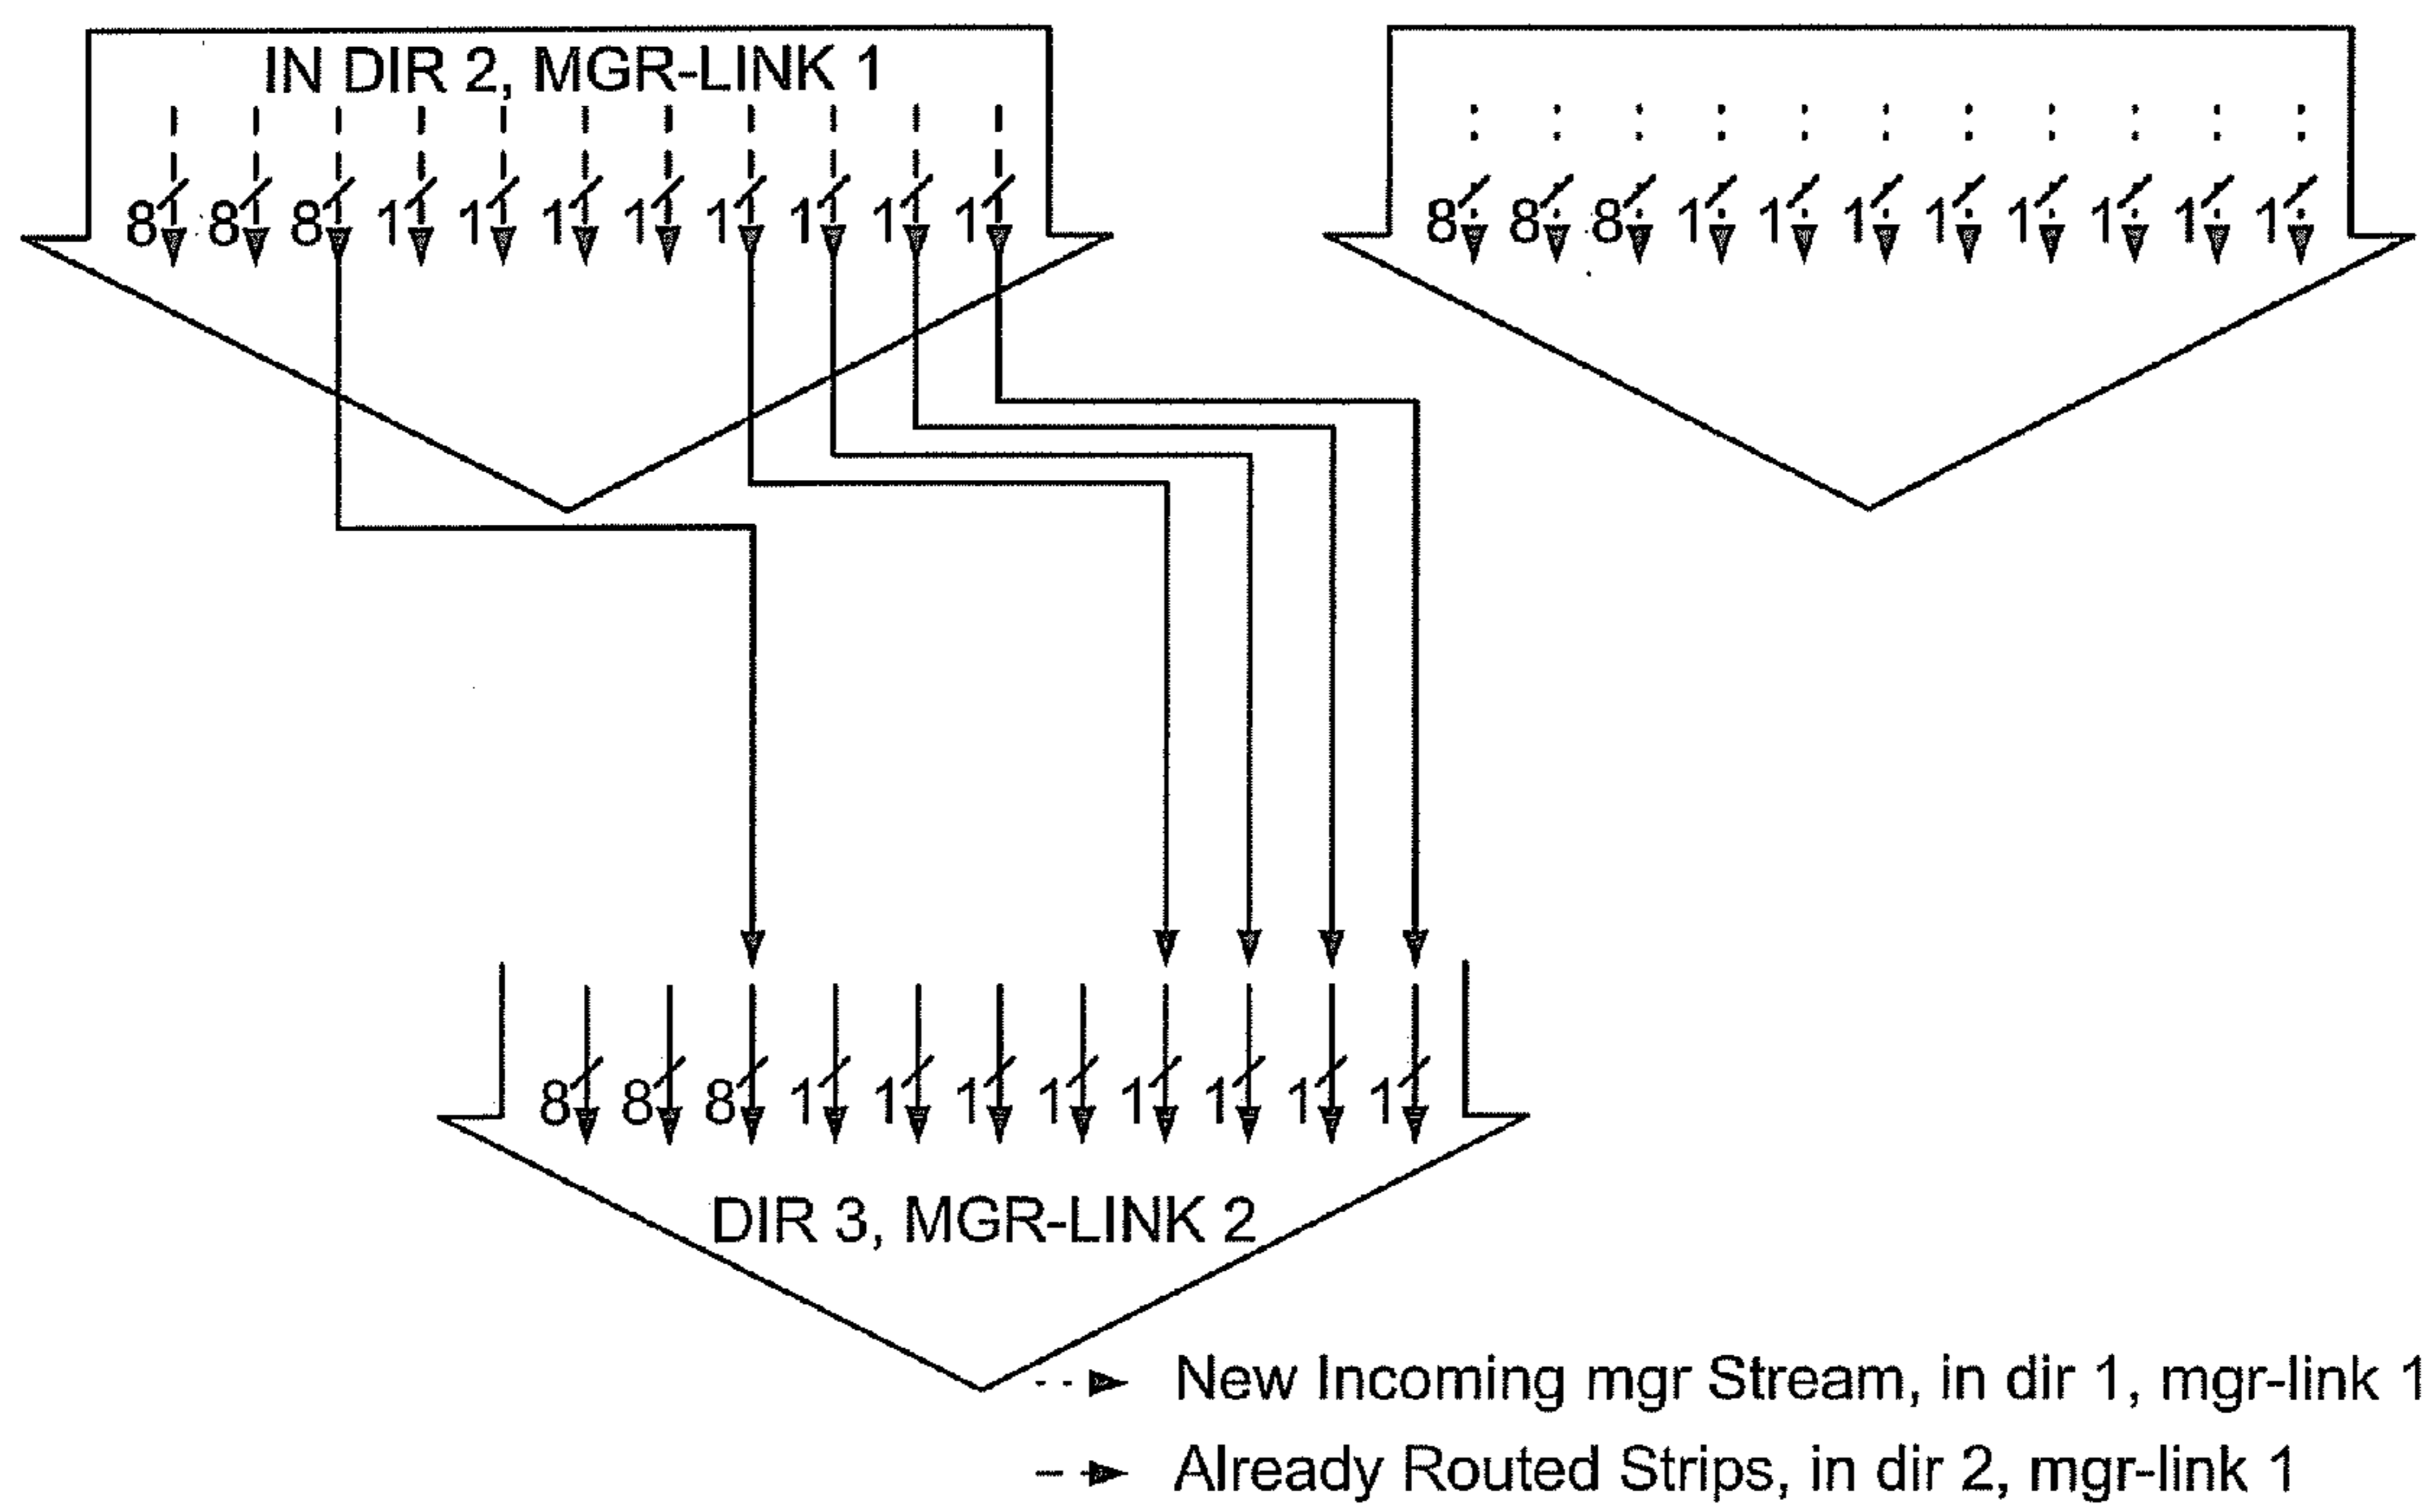 IN DIR 2, MGR-LINK 1
8 8 8 1 1 1 1 1 1 1 1
8 8 8 1 1 1 1 1 1 1 1
8 8 8 1 1 1 1 1 1 1 1
DIR 3, MGR-LINK 2
New Incoming mgr Stream, in dir 1, mgr-link 1
Already Routed Strips, in dir 2, mgr-link 1